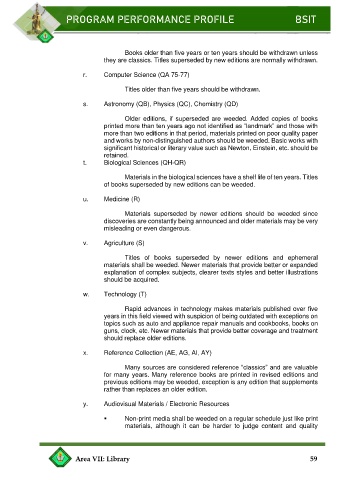 PROGRAM PERFORMANCE PROFILE BSIT
Books older than five years or ten years should be withdrawn unless
they are classics. Titles superseded by new editions are normally withdrawn.
r. Computer Science (QA 75-77)
Titles older than five years should be withdrawn.
s. Astronomy (QB), Physics (QC), Chemistry (QD)
Older editions, if superseded are weeded. Added copies of books
printed more than ten years ago not identified as "landmark" and those with
more than two editions in that period, materials printed on poor quality paper
and works by non-distinguished authors should be weeded. Basic works with
significant historical or literary value such as Newton, Einstein, etc. should be
retained.
t. Biological Sciences (QH-QR)
Materials in the biological sciences have a shelf life of ten years. Titles
of books superseded by new editions can be weeded.
u. Medicine (R)
Materials superseded by newer editions should be weeded since
discoveries are constantly being announced and older materials may be very
misleading or even dangerous.
v. Agriculture (S)
Titles of books superseded by newer editions and ephemeral
materials shall be weeded. Newer materials that provide better or expanded
explanation of complex subjects, clearer texts styles and better illustrations
should be acquired.
w. Technology (T)
Rapid advances in technology makes materials published over five
years in this field viewed with suspicion of being outdated with exceptions on
topics such as auto and appliance repair manuals and cookbooks, books on
guns, clock, etc. Newer materials that provide better coverage and treatment
should replace older editions.
x. Reference Collection (AE, AG, AI, AY)
Many sources are considered reference "classics" and are valuable
for many years. Many reference books are printed in revised editions and
previous editions may be weeded, exception is any edition that supplements
rather than replaces an older edition.
y. Audiovisual Materials / Electronic Resources
• Non-print media shall be weeded on a regular schedule just like print
materials, although it can be harder to judge content and quality
Area VII: Library 59